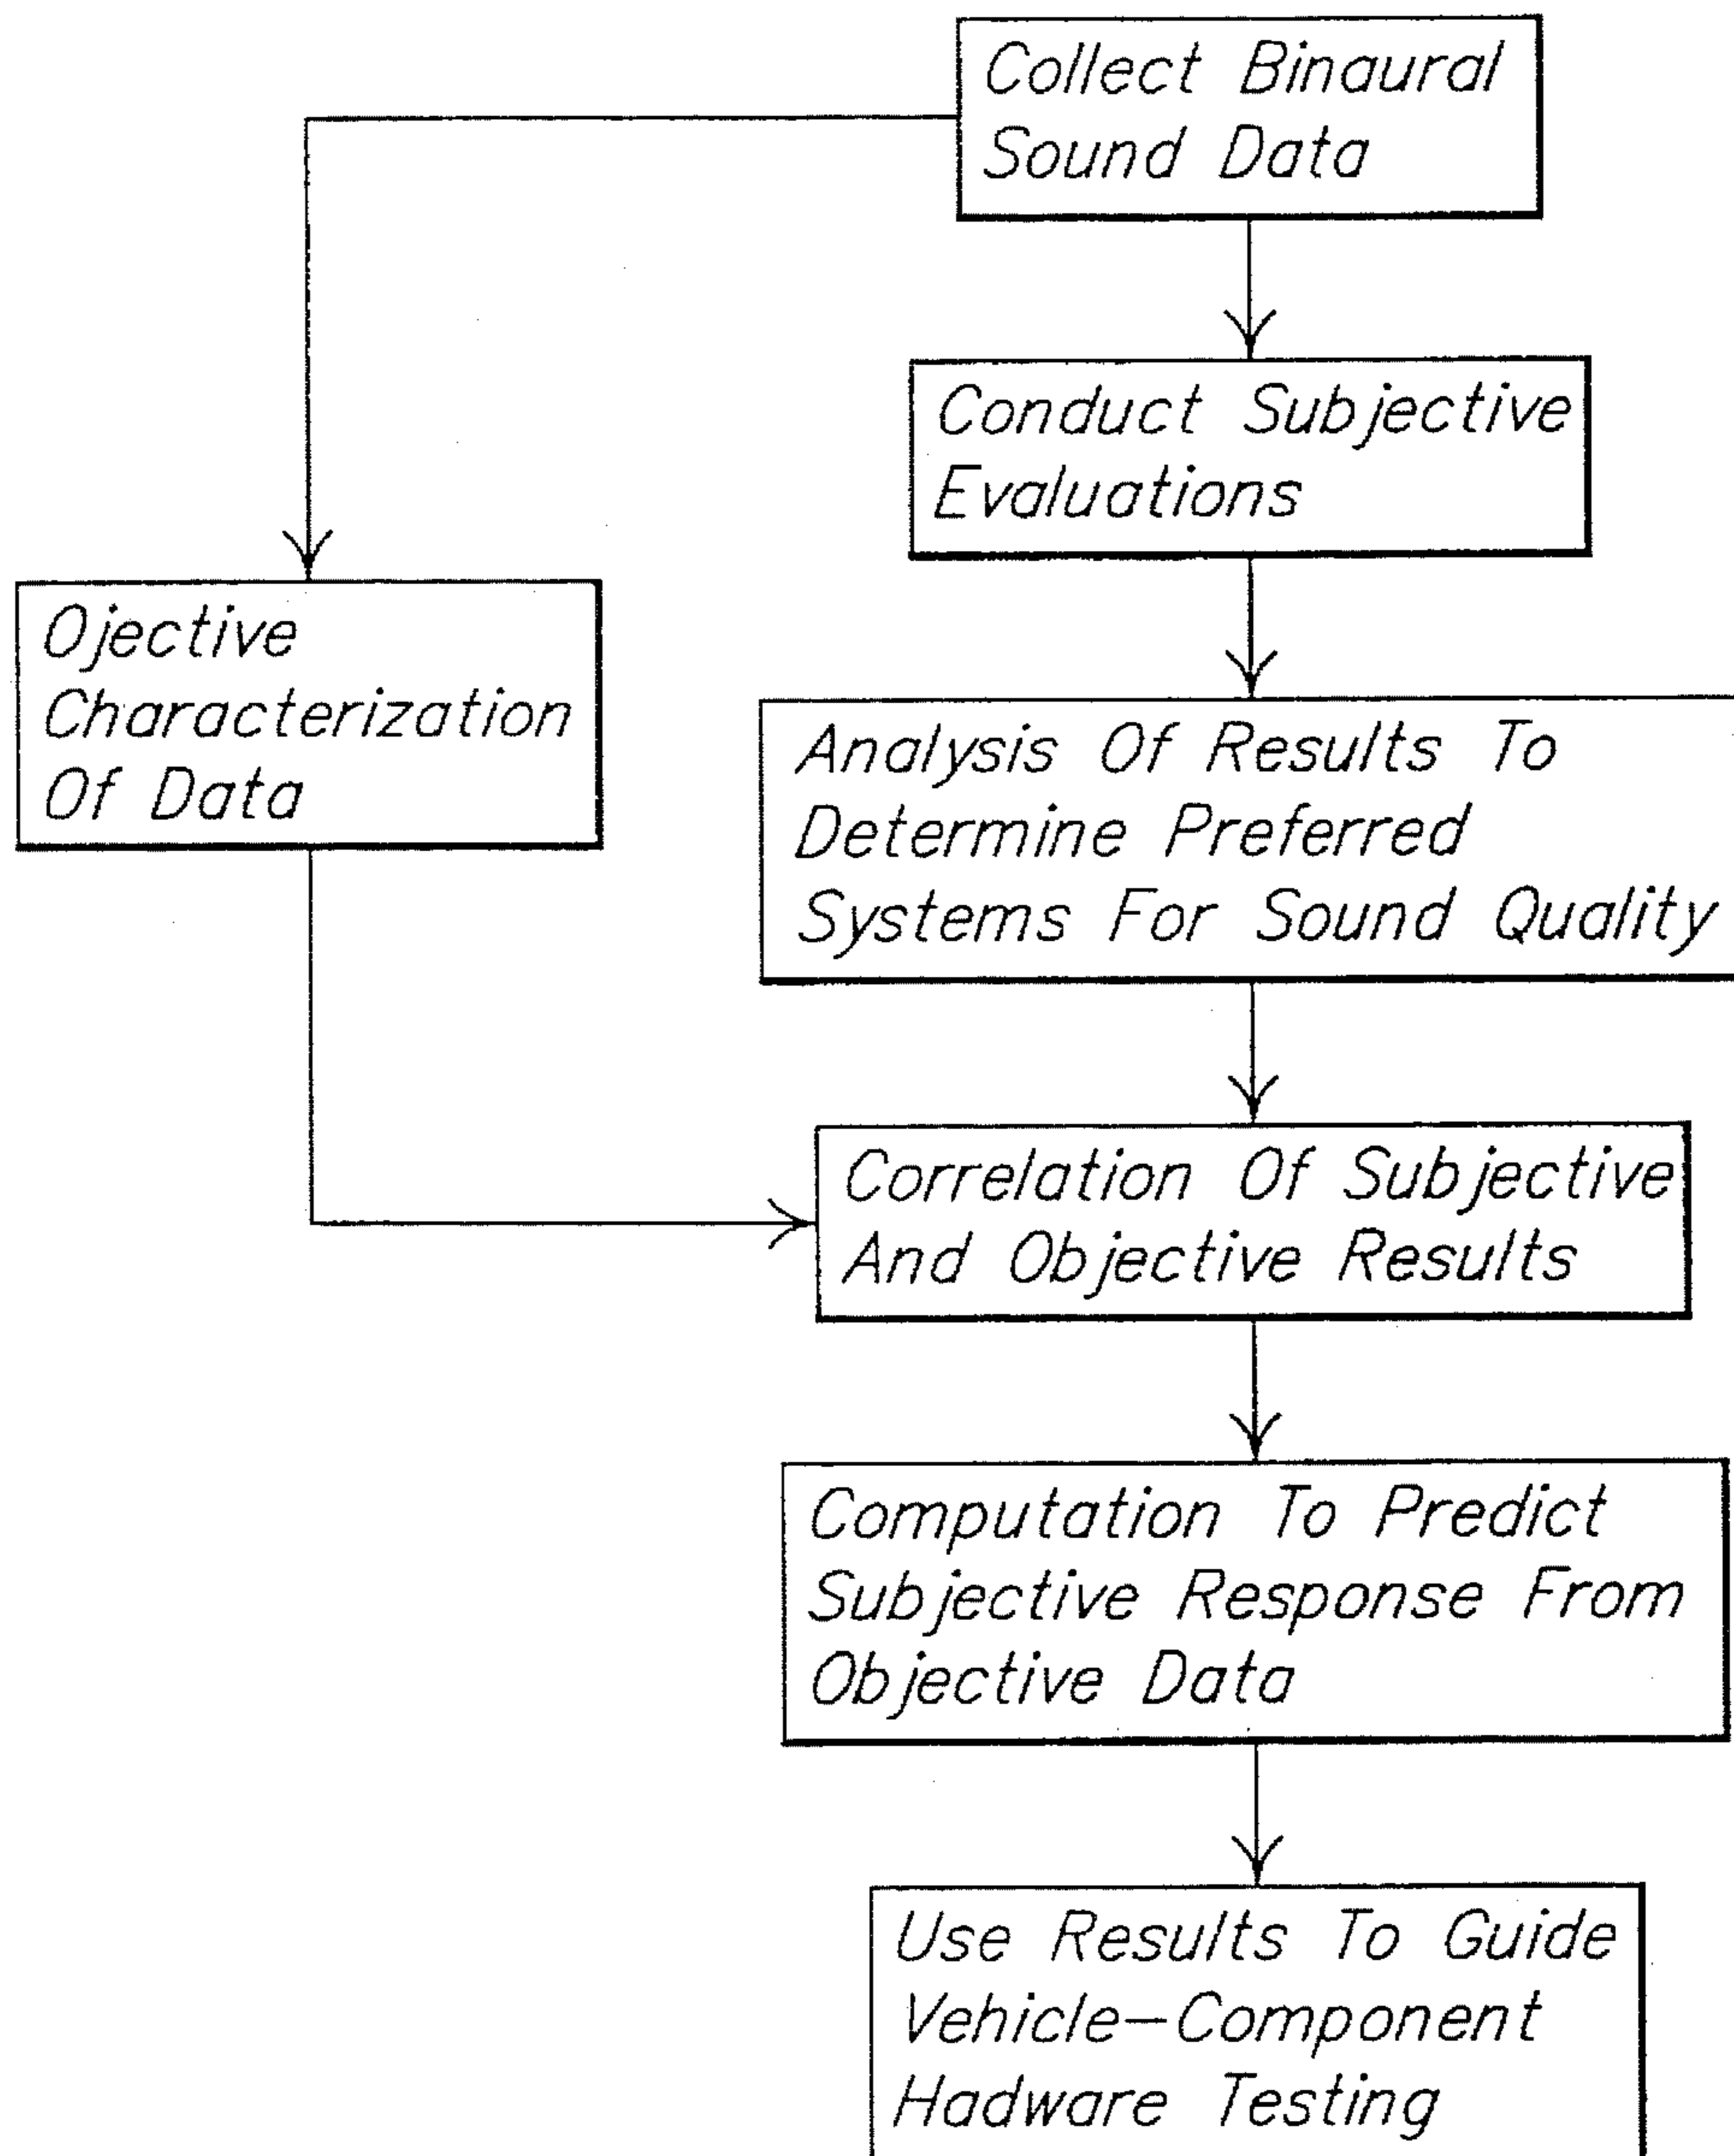 Collect Binaural
Sound Data
Conduct Subjective
Evaluations
Ojective
Characterization
Of Data
Analysis Of Results To
Determine Preferred
Systems For Sound Quality
Correlation Of Subjective
And Objective Results
Computation To Predict
Subjective Response From
Objective Data
Use Results To Guide
Vehicle-Component
Hadware Testing